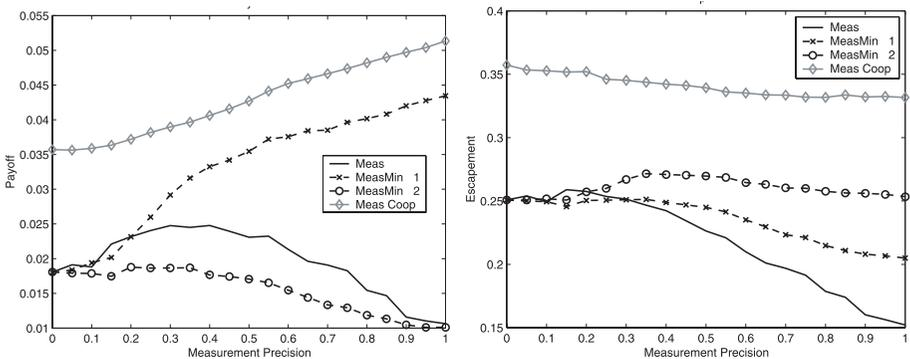 0.055
0.05
0.045
0.04
0.035
0.03
0.025
0.02
0.015
0.01
Payoff
Meas
MeasMin 1
MeasMin 2
Meas Coop
0 0.1 0.2 0.3 0.4 0.5 0.6 0.7 0.8 0.9 1
Measurement Precision
0.4
0.35
0.3
0.25
0.2
0.15
Escapement
Meas
MeasMin 1
MeasMin 2
Meas Coop
0 0.1 0.2 0.3 0.4 0.5 0.6 0.7 0.8 0.9 1
Measurement Precision